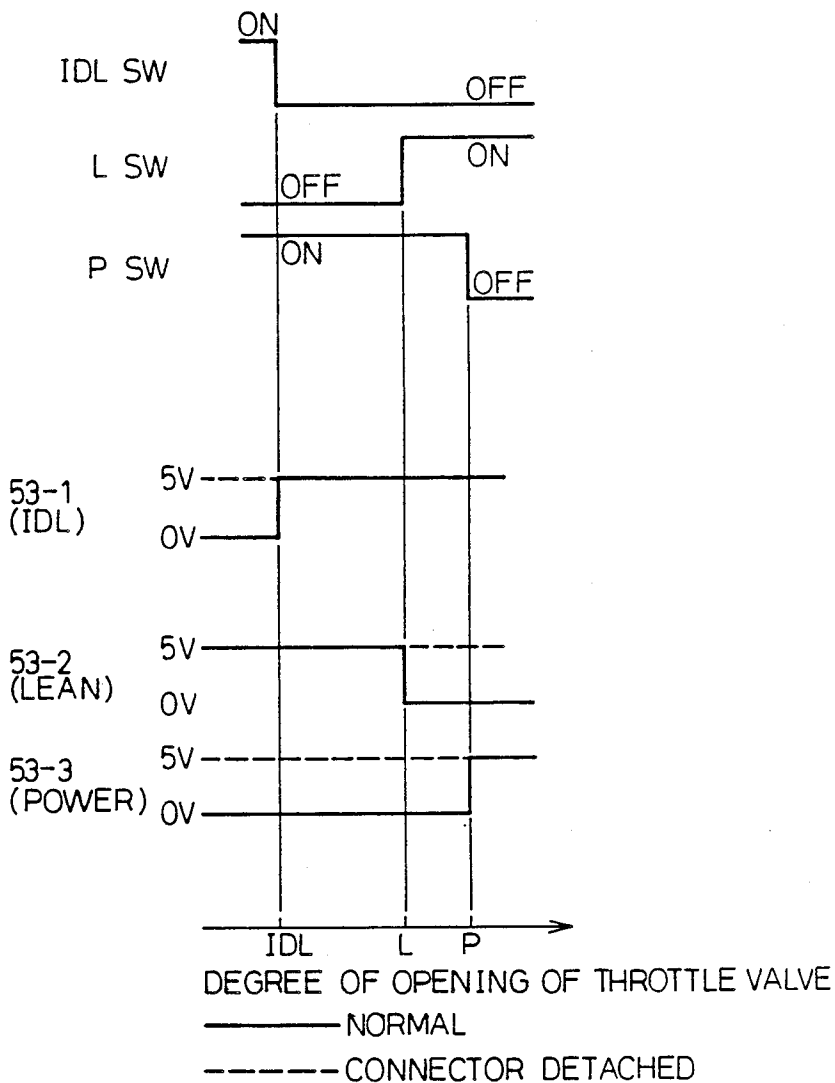 ON
IDL SW
OFF
L SW
ON
OFF
P SW
ON
OFF
53-1
(IDL)
5V
0V
53-2
(LEAN)
5V
0V
53-3
(POWER)
5V
0V
IDL L P
DEGREE OF OPENING OF THROTTLE VALVE
NORMAL
CONNECTOR DETACHED